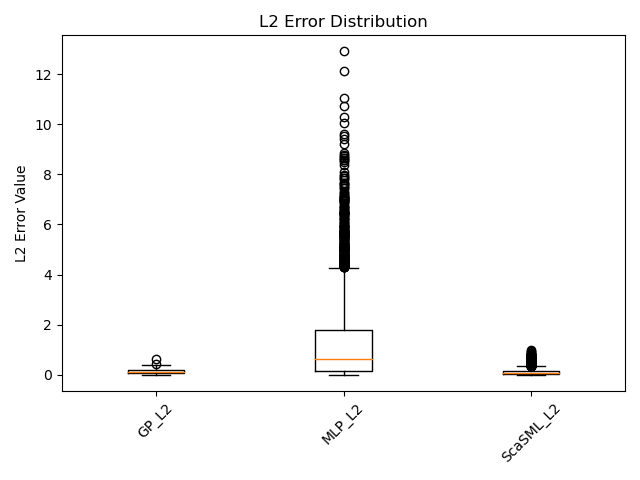 L2 Error Distribution
L2 Error Value
12
10
8
6
4
2
0
GP_L2
MLP_L2
ScaSML_L2